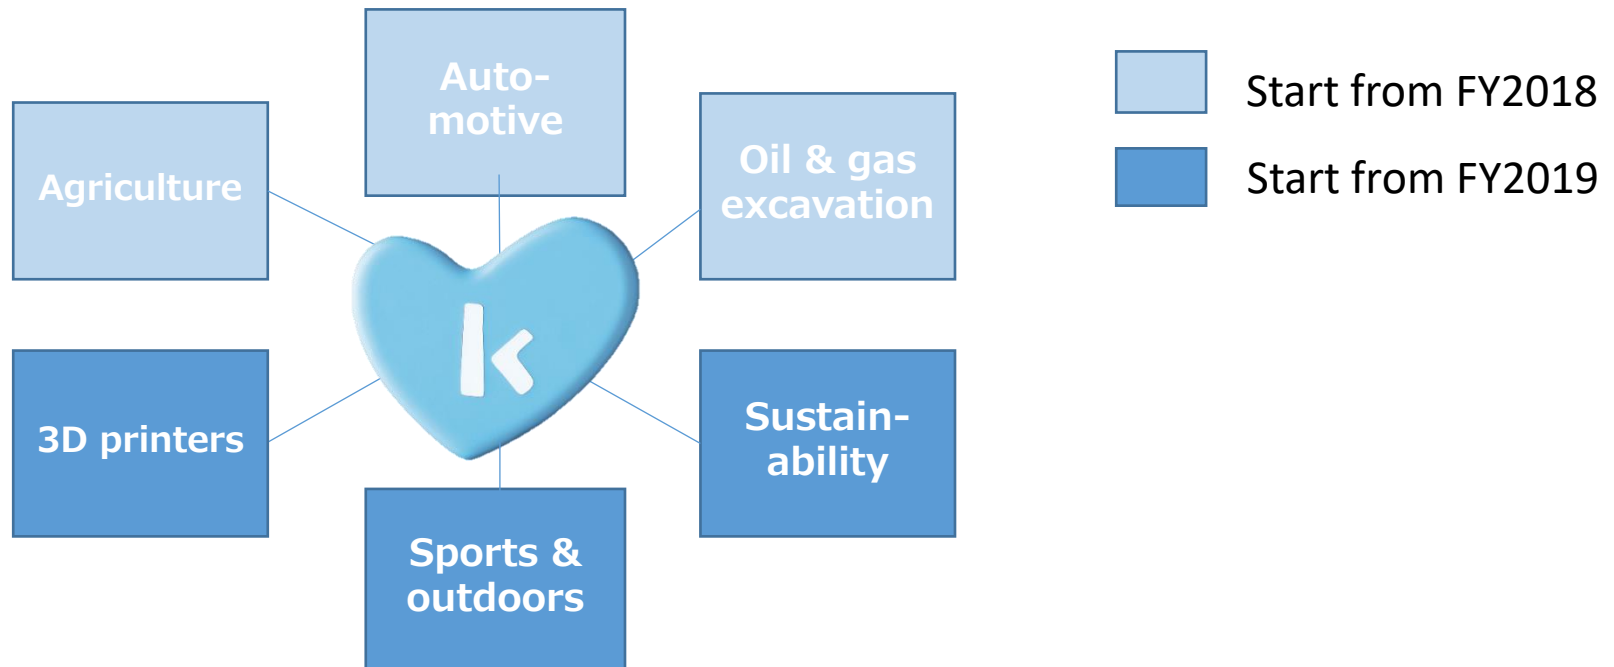 Auto-
motive
Agriculture
Oil & gas
excavation
Start from FY2018
Start from FY2019
k
3D printers
Sustain-
ability
Sports &
outdoors